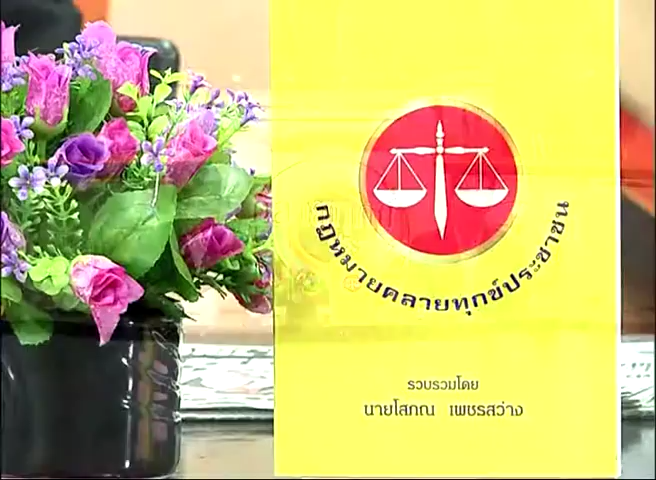 กฎหมายคลายทุกข์ประชาชน
รวบรวมโดย
นายโสภณ เพชรสว่าง